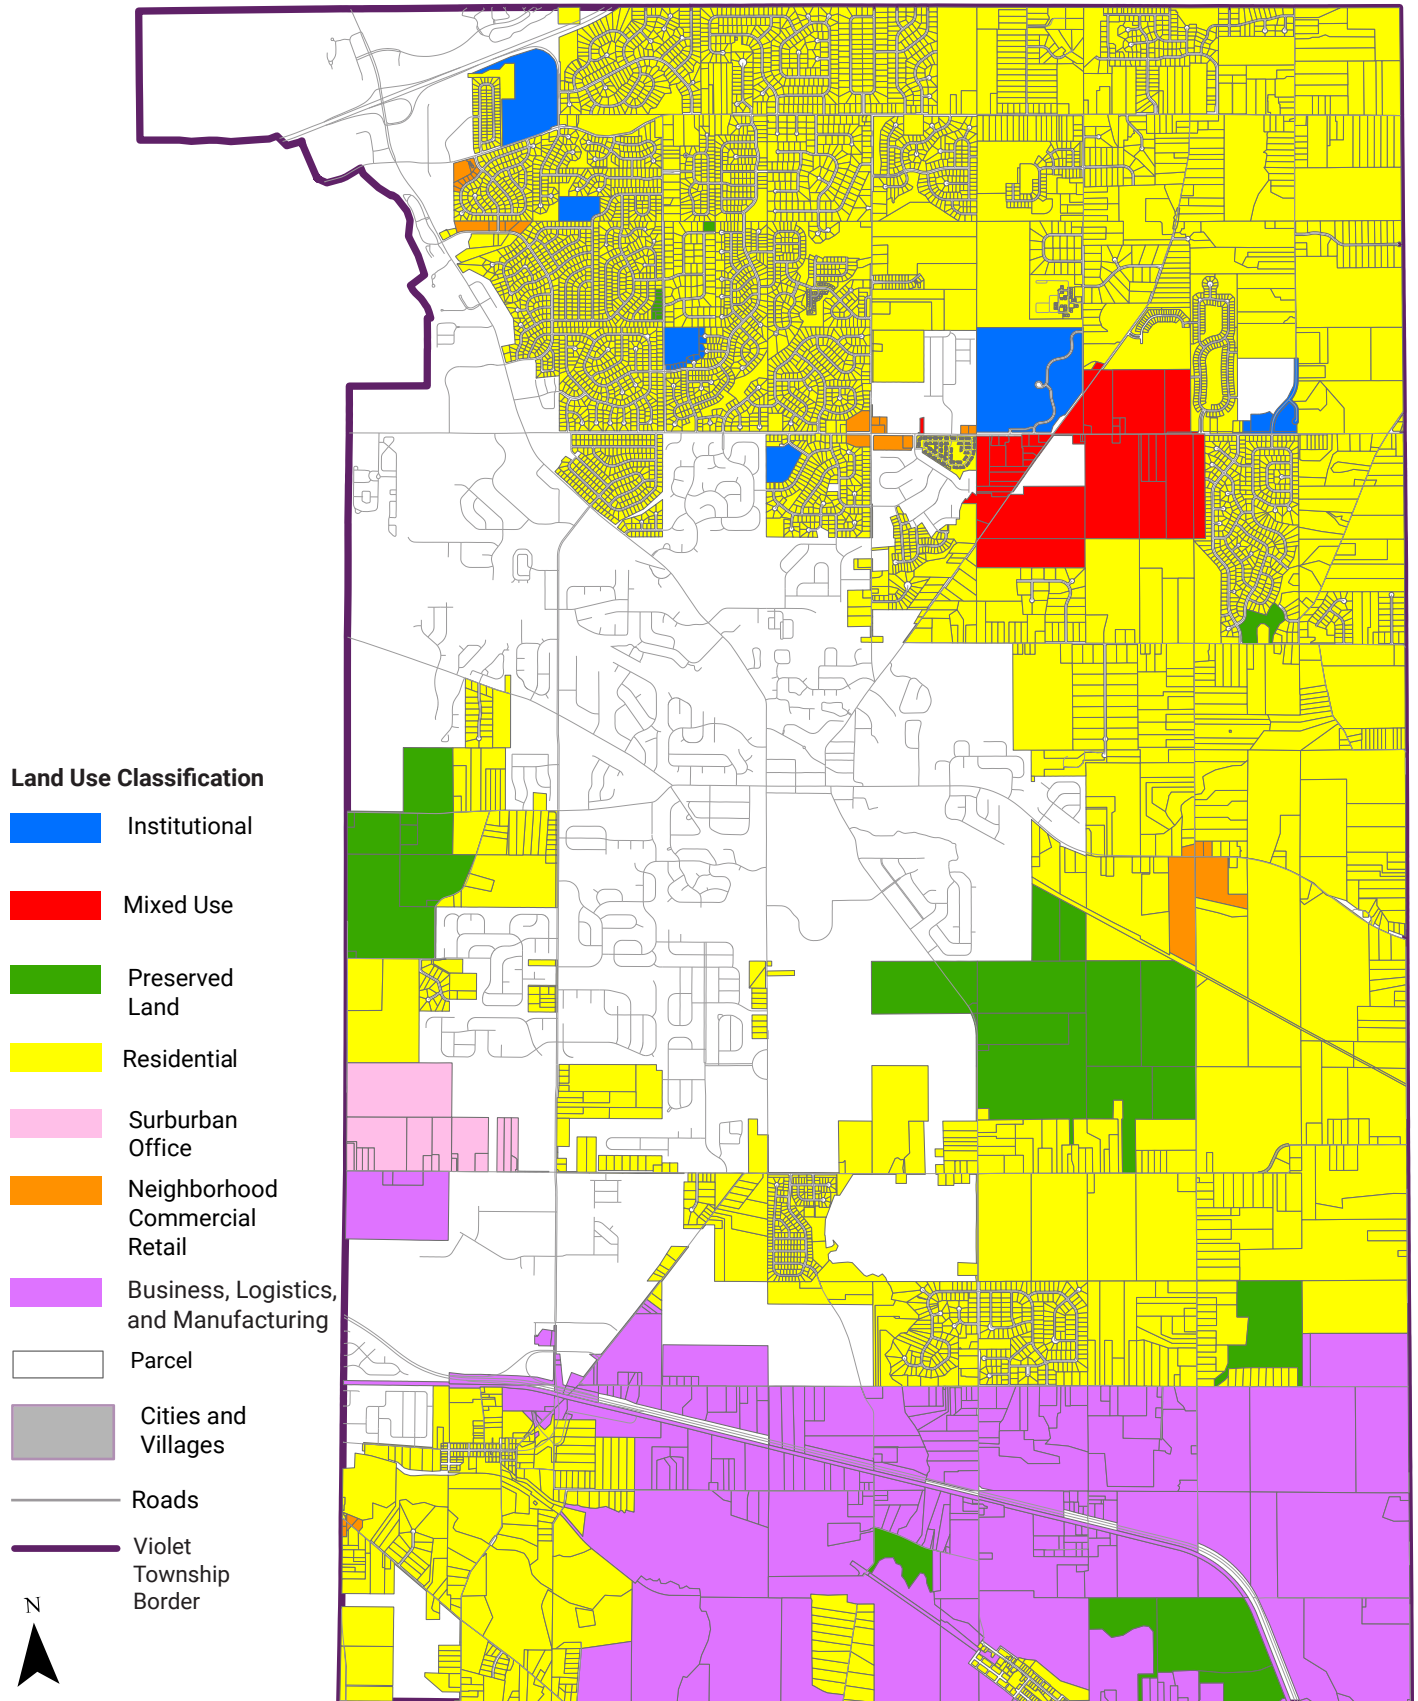 Land Use Classification
Institutional
Mixed Use
Preserved
Land
Residential
Surburban
Office
Neighborhood
Commercial
Retail
Business, Logistics,
and Manufacturing
Parcel
Cities and
Villages
Roads
Violet
Township
Border
N